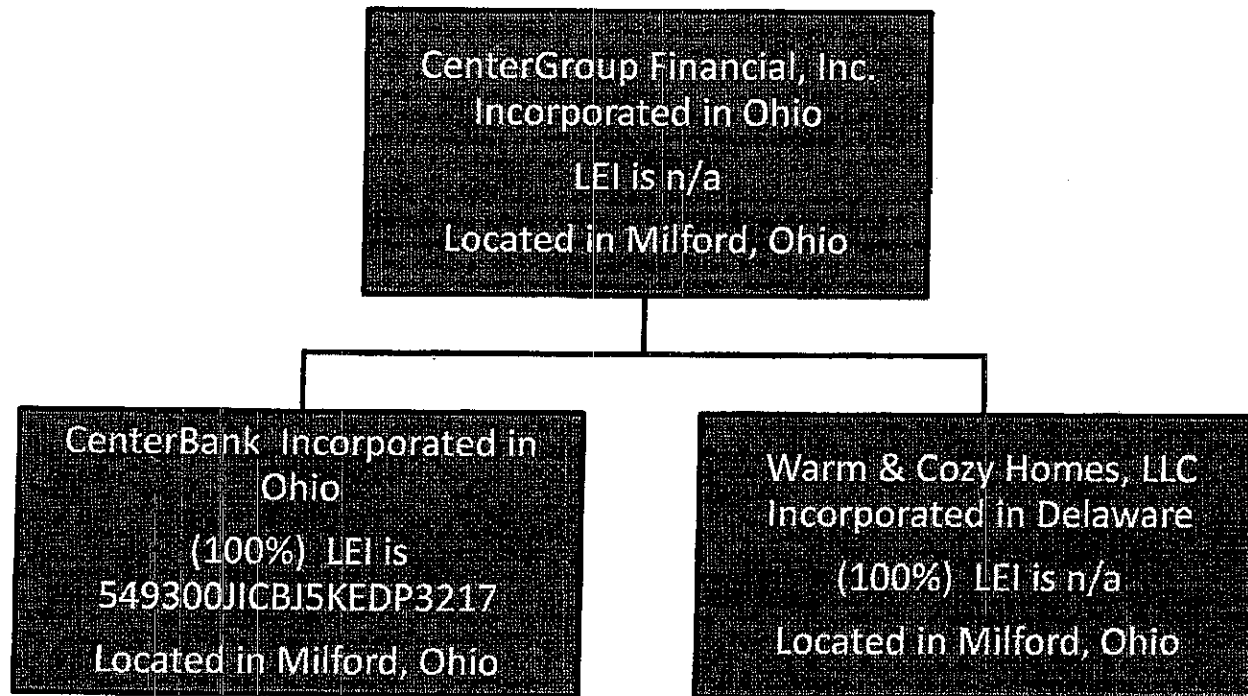 CenterGroup Financial, Inc.
Incorporated in Ohio
LEI is n/a
Located in Milford, Ohio
CenterBank Incorporated in
Ohio
(100%) LEI is
549300JICBJ5KEDP3217
Located in Milford, Ohio
Warm & Cozy Homes, LLC
Incorporated in Delaware
(100%) LEI is n/a
Located in Milford, Ohio